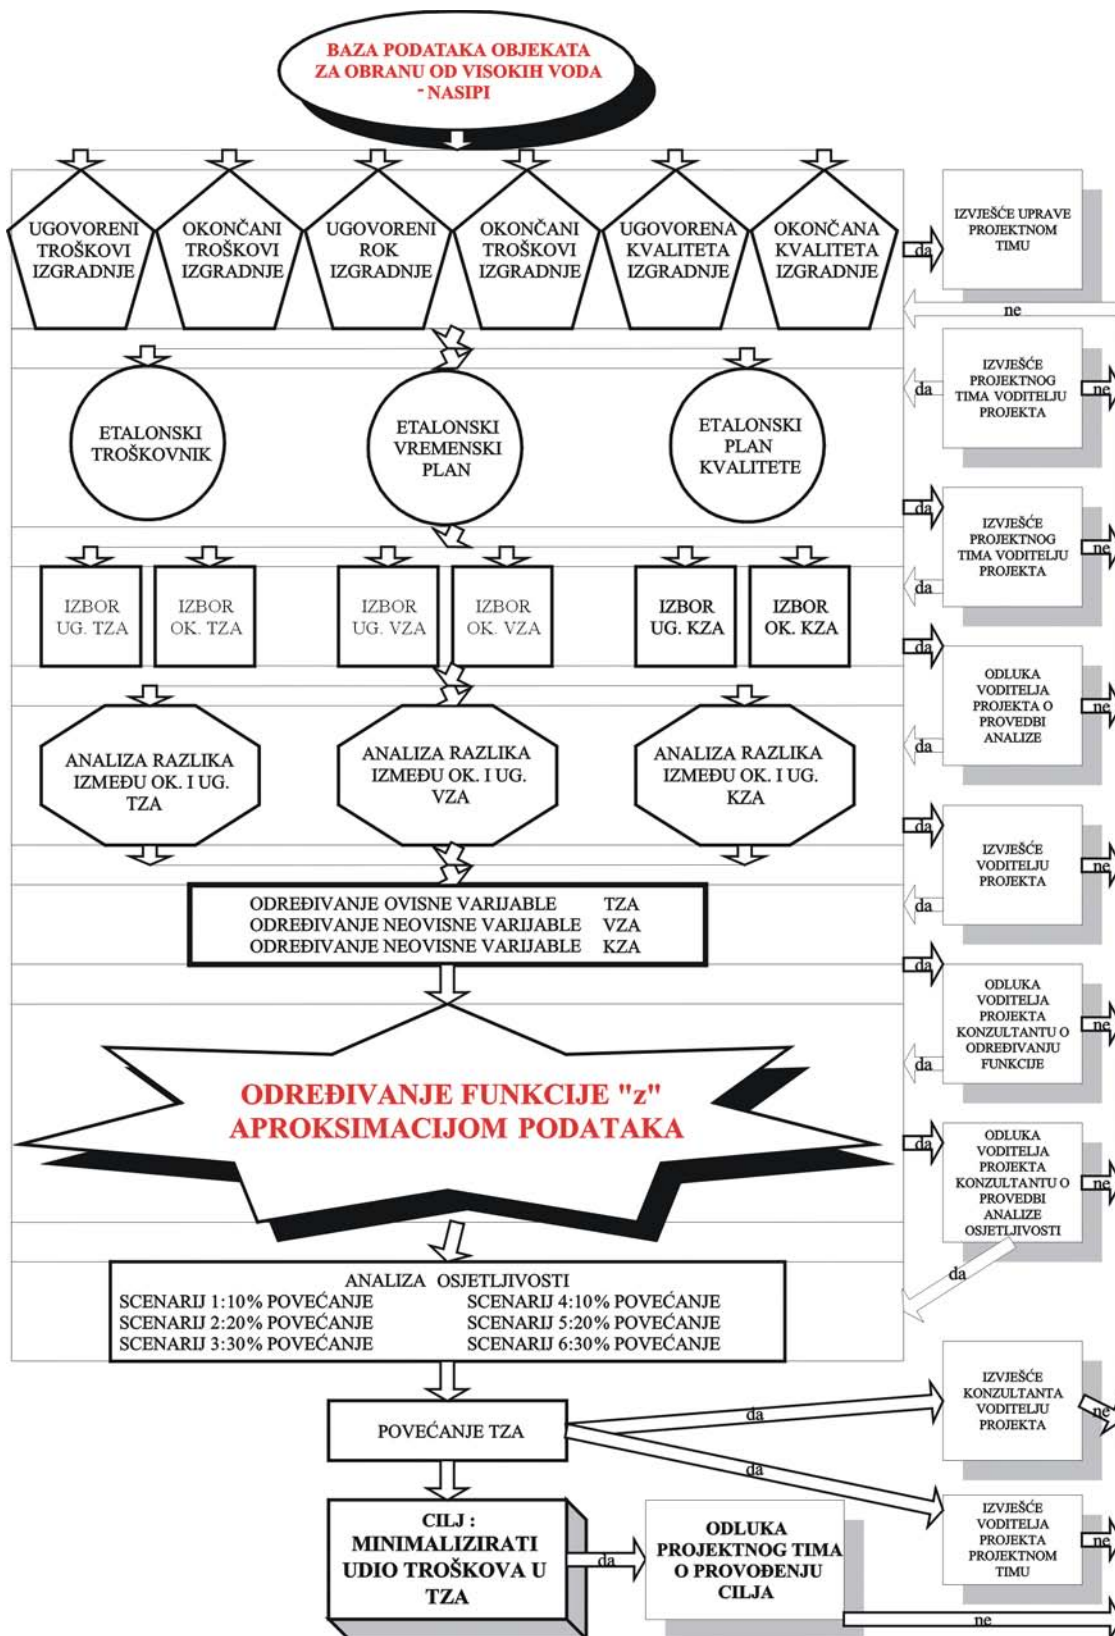 BAZA PODATAKA OBJEKATA
ZA OBRANU OD VISOKIH VODA
- NASIPI
UGOVORENI
TROŠKOVI
IZGRADNJE
OKONČANI
TROŠKOVI
IZGRADNJE
UGOVORENI
ROK
IZGRADNJE
OKONČANI
TROŠKOVI
IZGRADNJE
UGOVORENA
KVALITETA
IZGRADNJE
OKONČANA
KVALITETA
IZGRADNJE
da
IZVJEŠĆE UPRAVE
PROJEKTNOM
TIMU
ne
ETALONSKI
TROŠKOVNIK
ETALONSKI
VREMENSKI
PLAN
ETALONSKI
PLAN
KVALITETE
da
IZVJEŠĆE
PROJEKTNOG
TIMA VODITELJU
PROJEKTA
ne
da
IZVJEŠĆE
PROJEKTNOG
TIMA VODITELJU
PROJEKTA
ne
da
IZBOR
UG. TZA
IZBOR
OK. TZA
IZBOR
UG. VZA
IZBOR
OK. VZA
IZBOR
UG. KZA
IZBOR
OK. KZA
da
ODLUKA
VODITELJA
PROJEKTA O
PROVEDBI
ANALIZE
ne
da
ANALIZA RAZLIKA
IZMEĐU OK. I UG.
TZA
ANALIZA RAZLIKA
IZMEĐU OK. I UG.
VZA
ANALIZA RAZLIKA
IZMEĐU OK. I UG.
KZA
da
IZVJEŠĆE
VODITELJU
PROJEKTA
ne
da
ODREĐIVANJE OVISNE VARIJABLE TZA
ODREĐIVANJE NEOVISNE VARIJABLE VZA
ODREĐIVANJE NEOVISNE VARIJABLE KZA
da
ODLUKA
VODITELJA
PROJEKTA
KONZULTANTU O
ODREĐIVANJU
FUNKCIJE
ne
da
ODREĐIVANJE FUNKCIJE "z"
APROKSIMACIJOM PODATAKA
da
ODLUKA
VODITELJA
PROJEKTA
KONZULTANTU O
PROVEDBI
ANALIZE
OSJETLJIVOSTI
ne
da
ANALIZA OSJETLJIVOSTI
SCENARIJ 1:10% POVEĆANJE SCENARIJ 4:10% POVEĆANJE
SCENARIJ 2:20% POVEĆANJE SCENARIJ 5:20% POVEĆANJE
SCENARIJ 3:30% POVEĆANJE SCENARIJ 6:30% POVEĆANJE
POVEĆANJE TZA
da
IZVJEŠĆE
KONZULTANTA
VODITELJU
PROJEKTA
ne
da
IZVJEŠĆE
VODITELJA
PROJEKTA
PROJEKTNOM
TIMU
ne
CILJ :
MINIMALIZIRATI
UDIO TROŠKOVA U
TZA
da
ODLUKA
PROJEKTNOG TIMA
O PROVOĐENJU
CILJA
ne